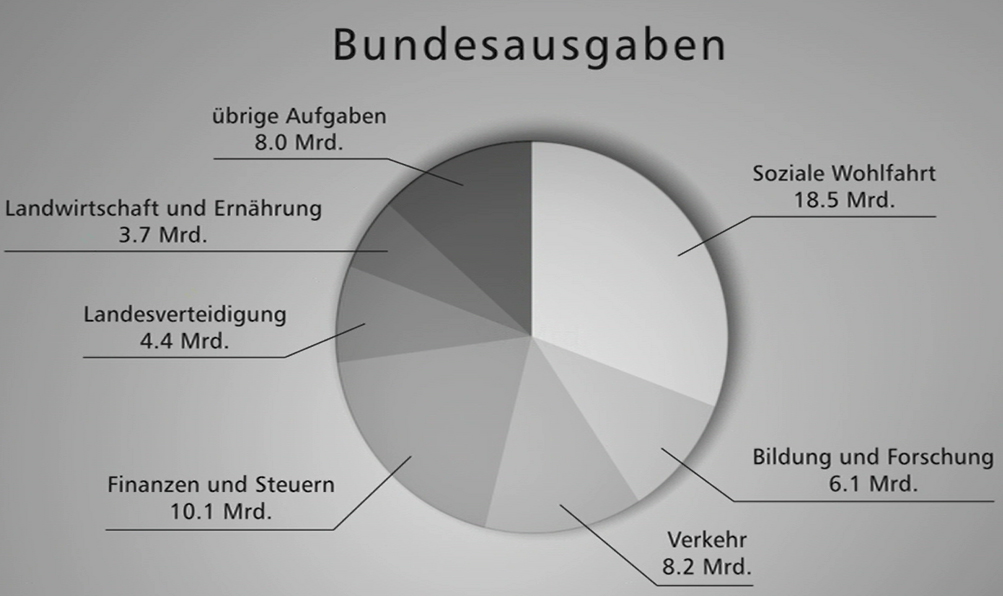 Bundesausgaben
übrige Aufgaben
8.0 Mrd.
Soziale Wohlfahrt
18.5 Mrd.
Landwirtschaft und Ernährung
3.7 Mrd.
Landesverteidigung
4.4 Mrd.
Bildung und Forschung
6.1 Mrd.
Finanzen und Steuern
10.1 Mrd.
Verkehr
8.2 Mrd.